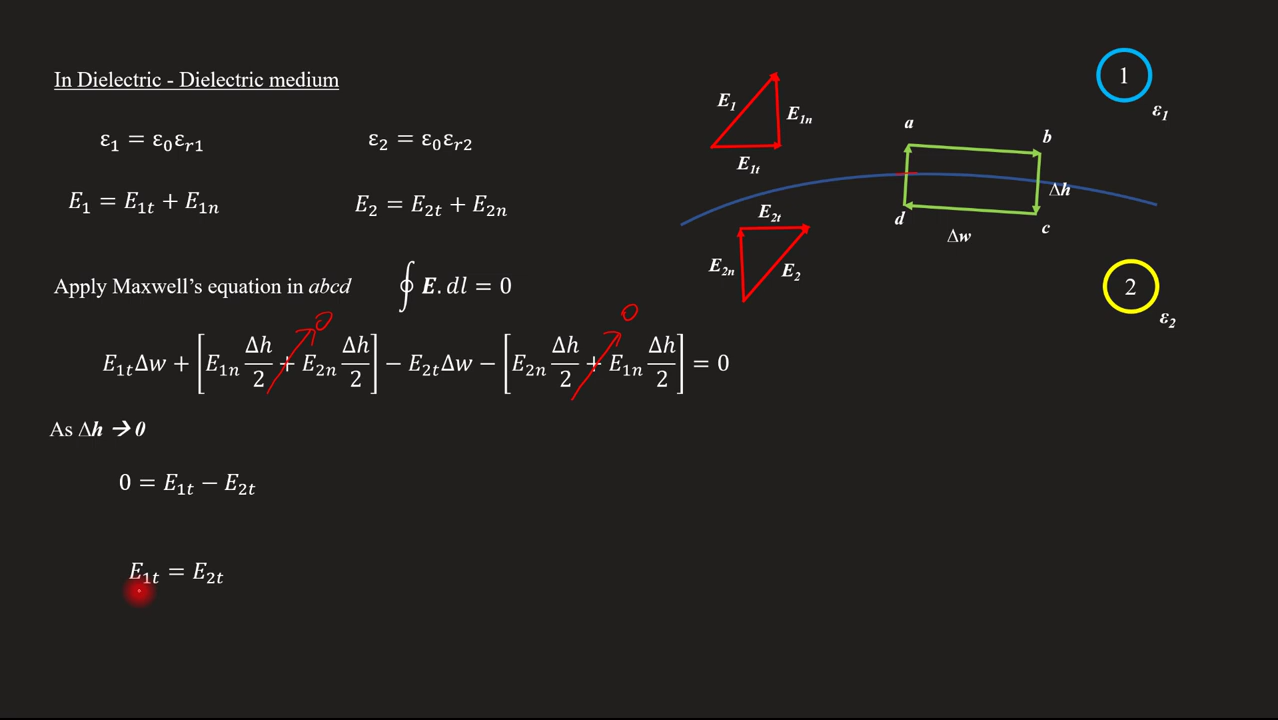 In Dielectric - Dielectric medium
ε₁ = ε₀εᵣ₁
ε₂ = ε₀εᵣ₂
E₁ = E₁ₜ + E₁ₙ
E₂ = E₂ₜ + E₂ₙ
Apply Maxwell's equation in abcd
∮ E. dl = 0
0
0
E₁ₜΔw + [E₁ₙ Δh/2 + E₂ₙ Δh/2] − E₂ₜΔw − [E₂ₙ Δh/2 + E₁ₙ Δh/2] = 0
As Δh → 0
0 = E₁ₜ − E₂ₜ
E₁ₜ = E₂ₜ
E₁
E₁ₙ
E₁ₜ
a
b
Δh
d
c
Δw
E₂ₜ
E₂ₙ
E₂
1
ε₁
2
ε₂